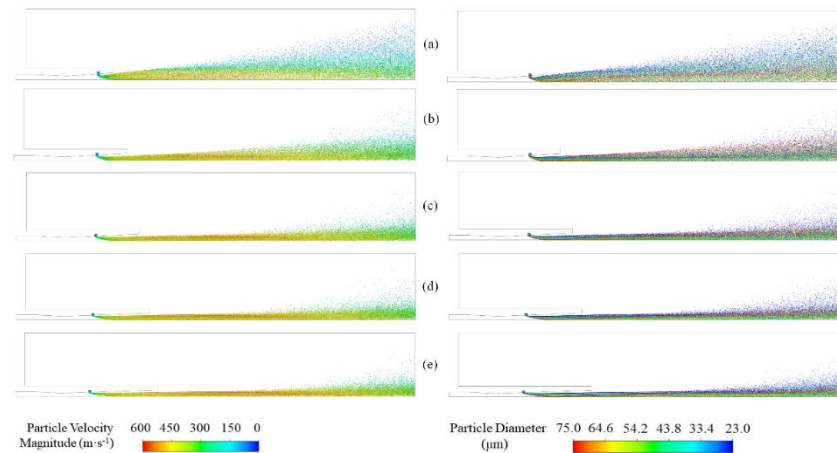 (a)
(b)
(c)
(d)
(e)
Particle Velocity
Magnitude (m·s⁻¹)
600 450 300 150 0
Particle Diameter
(μm)
75.0 64.6 54.2 43.8 33.4 23.0